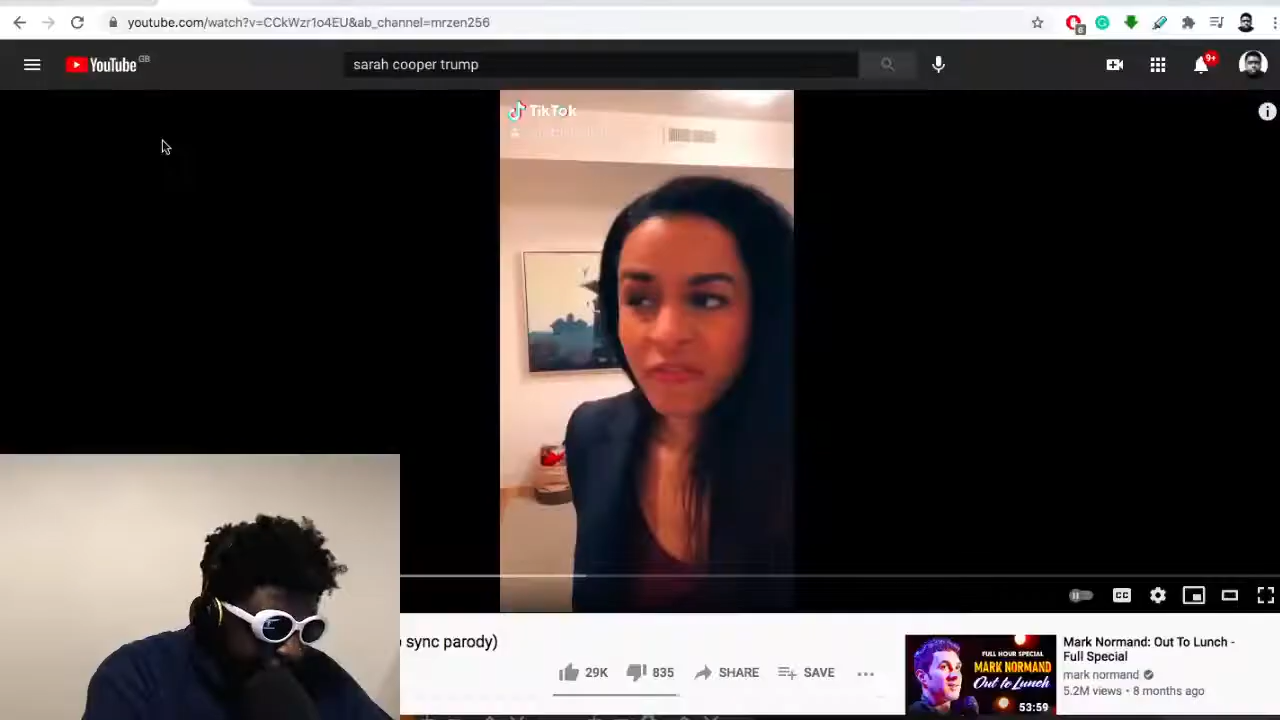 youtube.com/watch?v=CCkWzr1o4EU&ab_channel=mrzen256
6
YouTube GB
sarah cooper trump
9+
TikTok
CC
sync parody)
29K
835
SHARE
SAVE
FULL HOUR SPECIAL
MARK NORMAND
Out to Lunch
53:59
Mark Normand: Out To Lunch -
Full Special
mark normand
5.2M views • 8 months ago